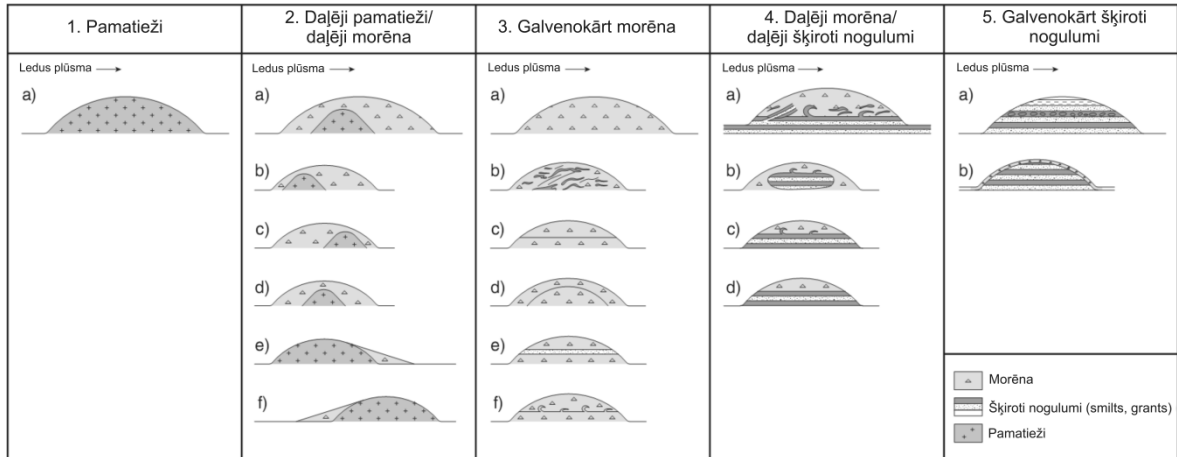 1. Pamatieži
2. Daļēji pamatieži/
daļēji morēna
3. Galvenokārt morēna
4. Daļēji morēna/
daļēji šķiroti nogulumi
5. Galvenokārt šķiroti
nogulumi
Ledus plūsma
a)
Ledus plūsma
a)
b)
c)
d)
e)
f)
Ledus plūsma
a)
b)
c)
d)
e)
f)
Ledus plūsma
a)
b)
c)
d)
Ledus plūsma
a)
b)
Morēna
Šķiroti nogulumi (smilts, grants)
Pamatieži